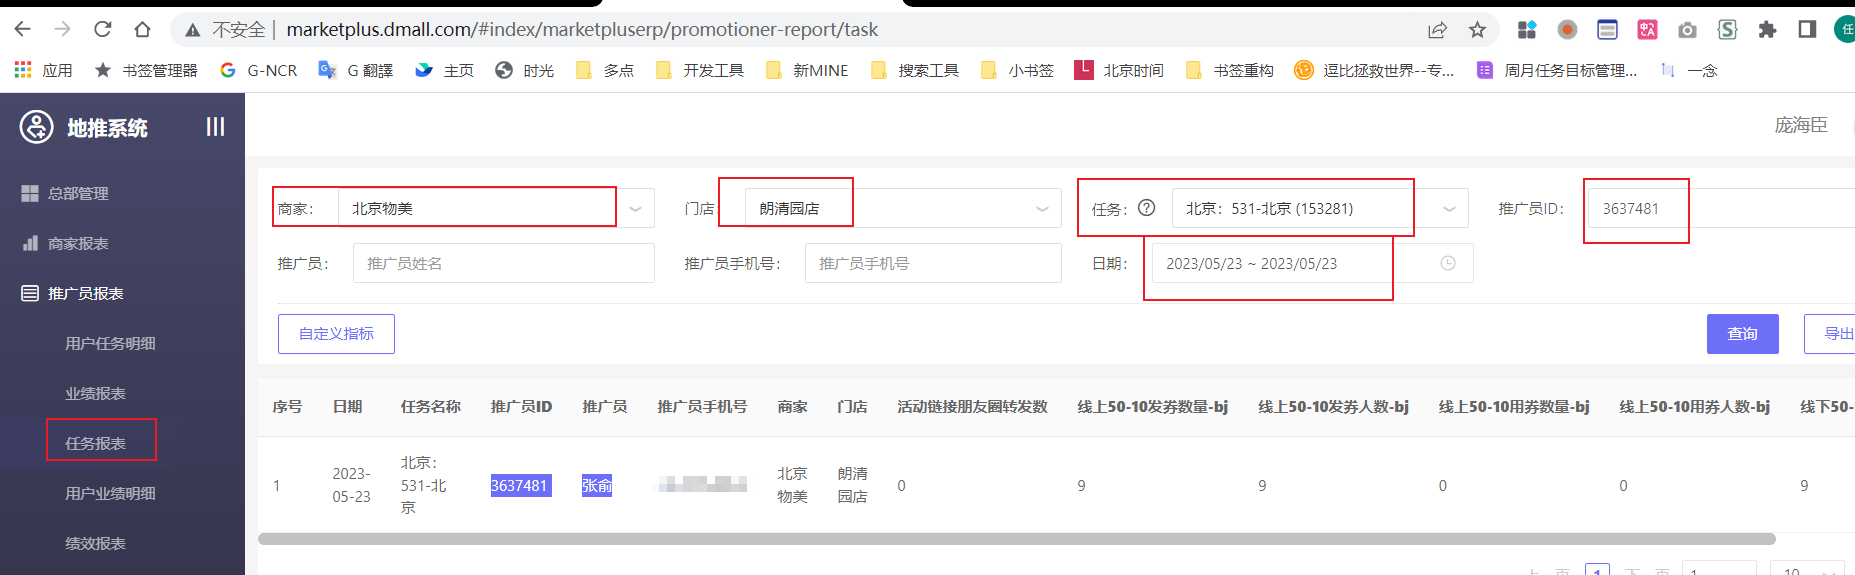 不安全 | marketplus.dmall.com/#index/marketpluserp/promotioner-report/task
任
应用 书签管理器 G-NCR G 翻譯 主页 时光 多点 开发工具 新MINE 搜索工具 小书签 北京时间 书签重构 逗比拯救世界--专... 周月任务目标管理... 一念
地推系统
庞海臣
总部管理
商家报表
推广员报表
用户任务明细
业绩报表
任务报表
用户业绩明细
绩效报表
商家： 北京物美 门店： 朗清园店 任务： 北京：531-北京 (153281) 推广员ID： 3637481
推广员： 推广员姓名 推广员手机号： 推广员手机号 日期： 2023/05/23 ~ 2023/05/23
自定义指标 查询 导出
序号 日期 任务名称 推广员ID 推广员 推广员手机号 商家 门店 活动链接朋友圈转发数 线上50-10发券数量-bj 线上50-10发券人数-bj 线上50-10用券数量-bj 线上50-10用券人数-bj 线下50-
1 2023-05-23 北京：531-北京 3637481 张俞 北京物美 朗清园店 0 9 9 0 0 9
上一页 1 下一页 1 10